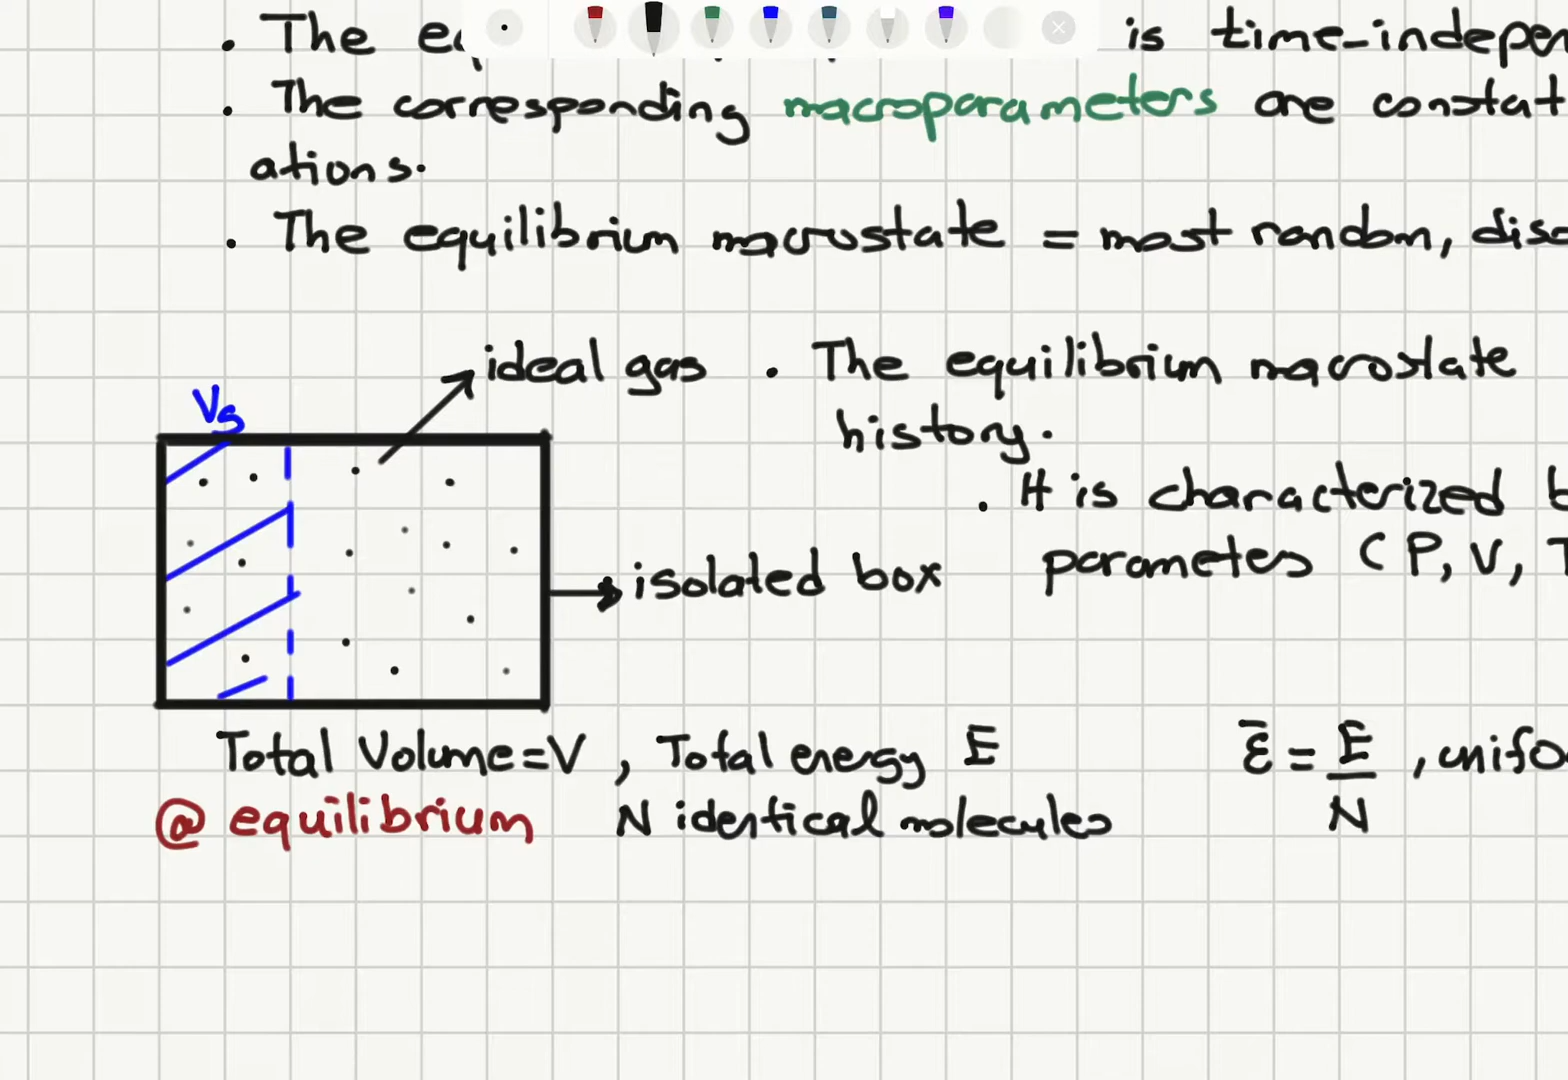 . The is time-indepen
. The corresponding macroparameters are constat
ations.
. The equilibrium macrostate = most random, diso
ideal gas . The equilibrium macrostate
history.
Vs
. It is characterized b
isolated box parametes (P, V, T
Total Volume=V , Total energy E ε̄ = E/N , unifo
@ equilibrium N identical molecules